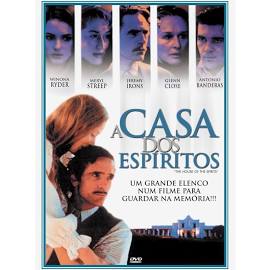 WINONA RYDER
MERYL STREEP
JEREMY IRONS
GLENN CLOSE
ANTONIO BANDERAS
A CASA
DOS
ESPÍRITOS
"THE HOUSE OF THE SPIRITS"
UM GRANDE ELENCO
NUM FILME PARA
GUARDAR NA MEMÓRIA!!!
DVD